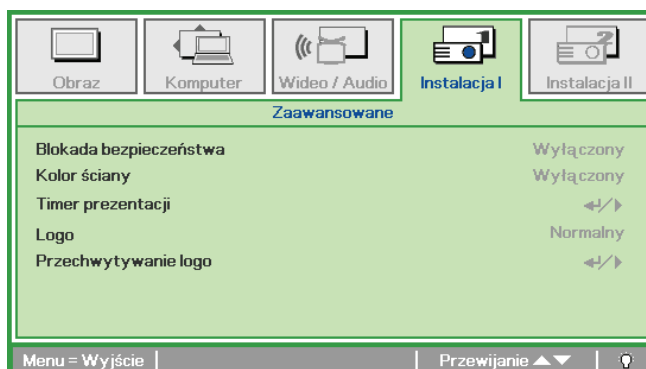 Obraz
Komputer
Wideo / Audio
Instalacja I
Instalacja II
Zaawansowane
Blokada bezpieczeństwa Wyłączony
Kolor ściany Wyłączony
Timer prezentacji
Logo Normalny
Przechwytywanie logo
Menu = Wyjście Przewijanie ▲▼